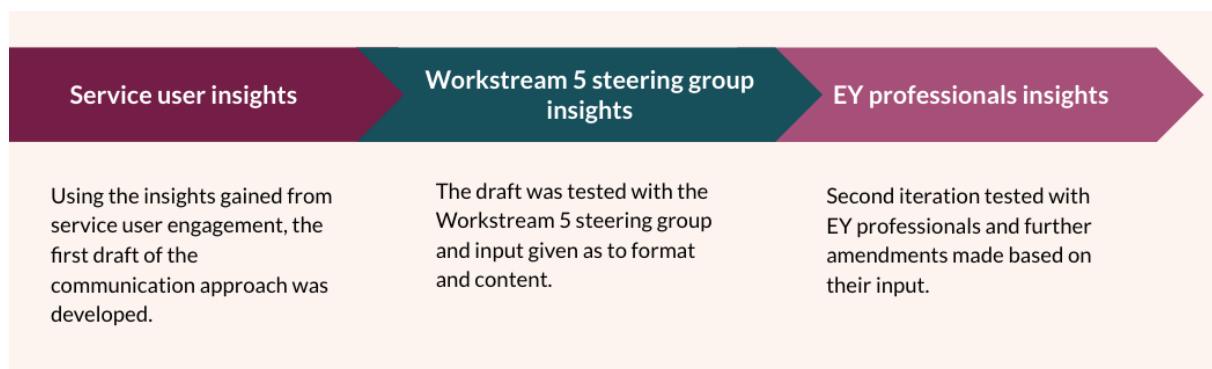 Service user insights
Workstream 5 steering group
insights
EY professionals insights
Using the insights gained from
service user engagement, the
first draft of the
communication approach was
developed.
The draft was tested with the
Workstream 5 steering group
and input given as to format
and content.
Second iteration tested with
EY professionals and further
amendments made based on
their input.